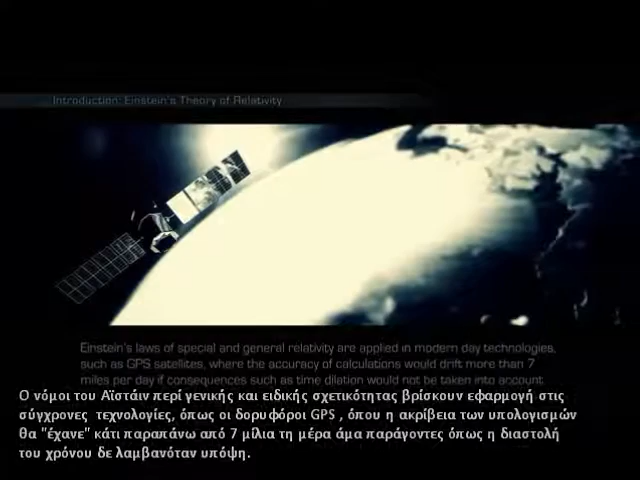 Introduction: Einstein's Theory of Relativity
Einstein's laws of special and general relativity are applied in modern day technologies,
such as GPS satellites, where the accuracy of calculations would drift more than 7
miles per day if consequences such as time dilation would not be taken into account
Ο νόμοι του Αϊστάιν περί γενικής και ειδικής σχετικότητας βρίσκουν εφαρμογή στις
σύγχρονες τεχνολογίες, όπως οι δορυφόροι GPS , όπου η ακρίβεια των υπολογισμών
θα "έχανε" κάτι παραπάνω από 7 μίλια τη μέρα άμα παράγοντες όπως η διαστολή
του χρόνου δε λαμβανόταν υπόψη.